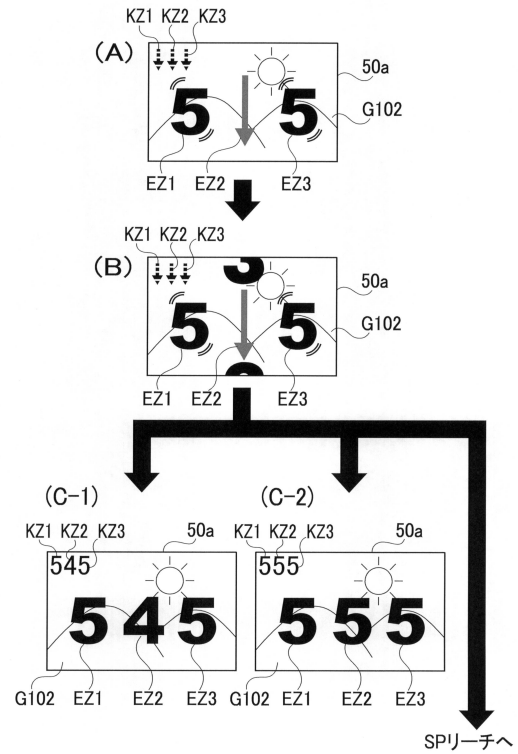 KZ1 KZ2 KZ3
(A)
50a
5 5
G102
EZ1 EZ2 EZ3
KZ1 KZ2 KZ3
(B)
3
50a
5 5
G102
EZ1 EZ2 EZ3
(C-1) (C-2)
KZ1 KZ2 KZ3 50a KZ1 KZ2 KZ3 50a
545 555
5 4 5 5 5 5
G102 EZ1 EZ2 EZ3 G102 EZ1 EZ2 EZ3
SPリーチへ